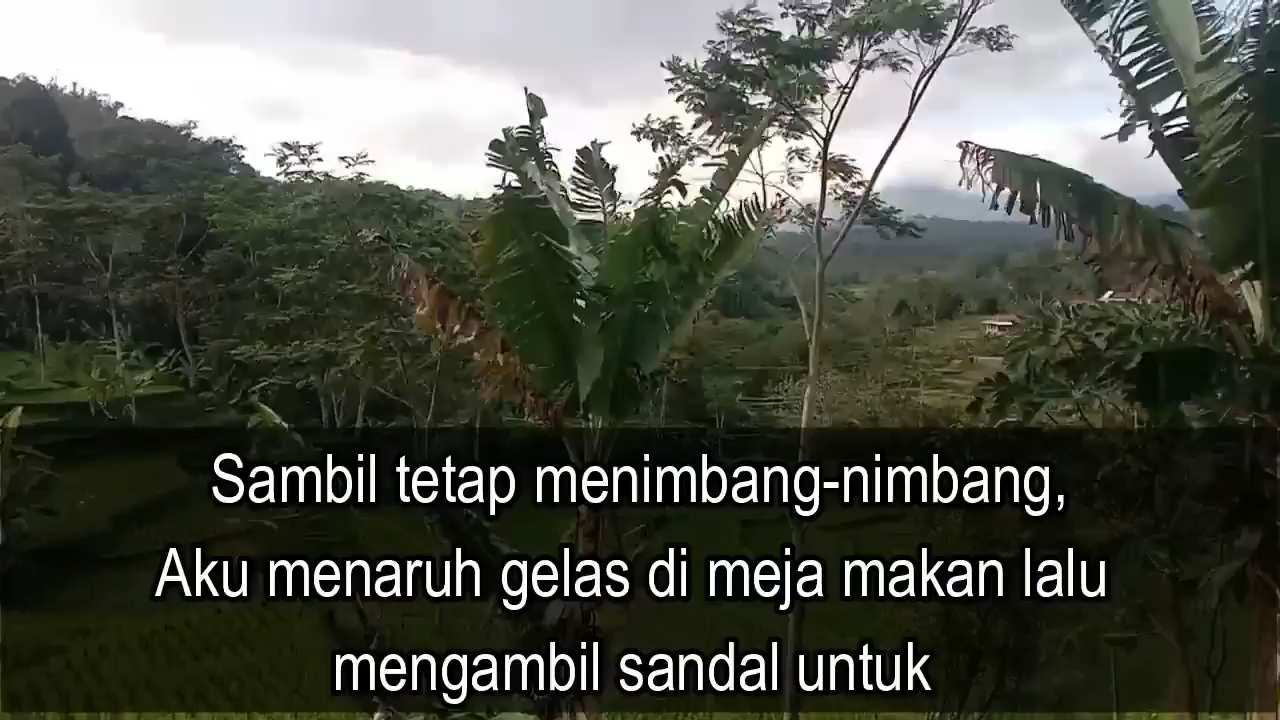 Sambil tetap menimbang-nimbang,
Aku menaruh gelas di meja makan lalu
mengambil sandal untuk